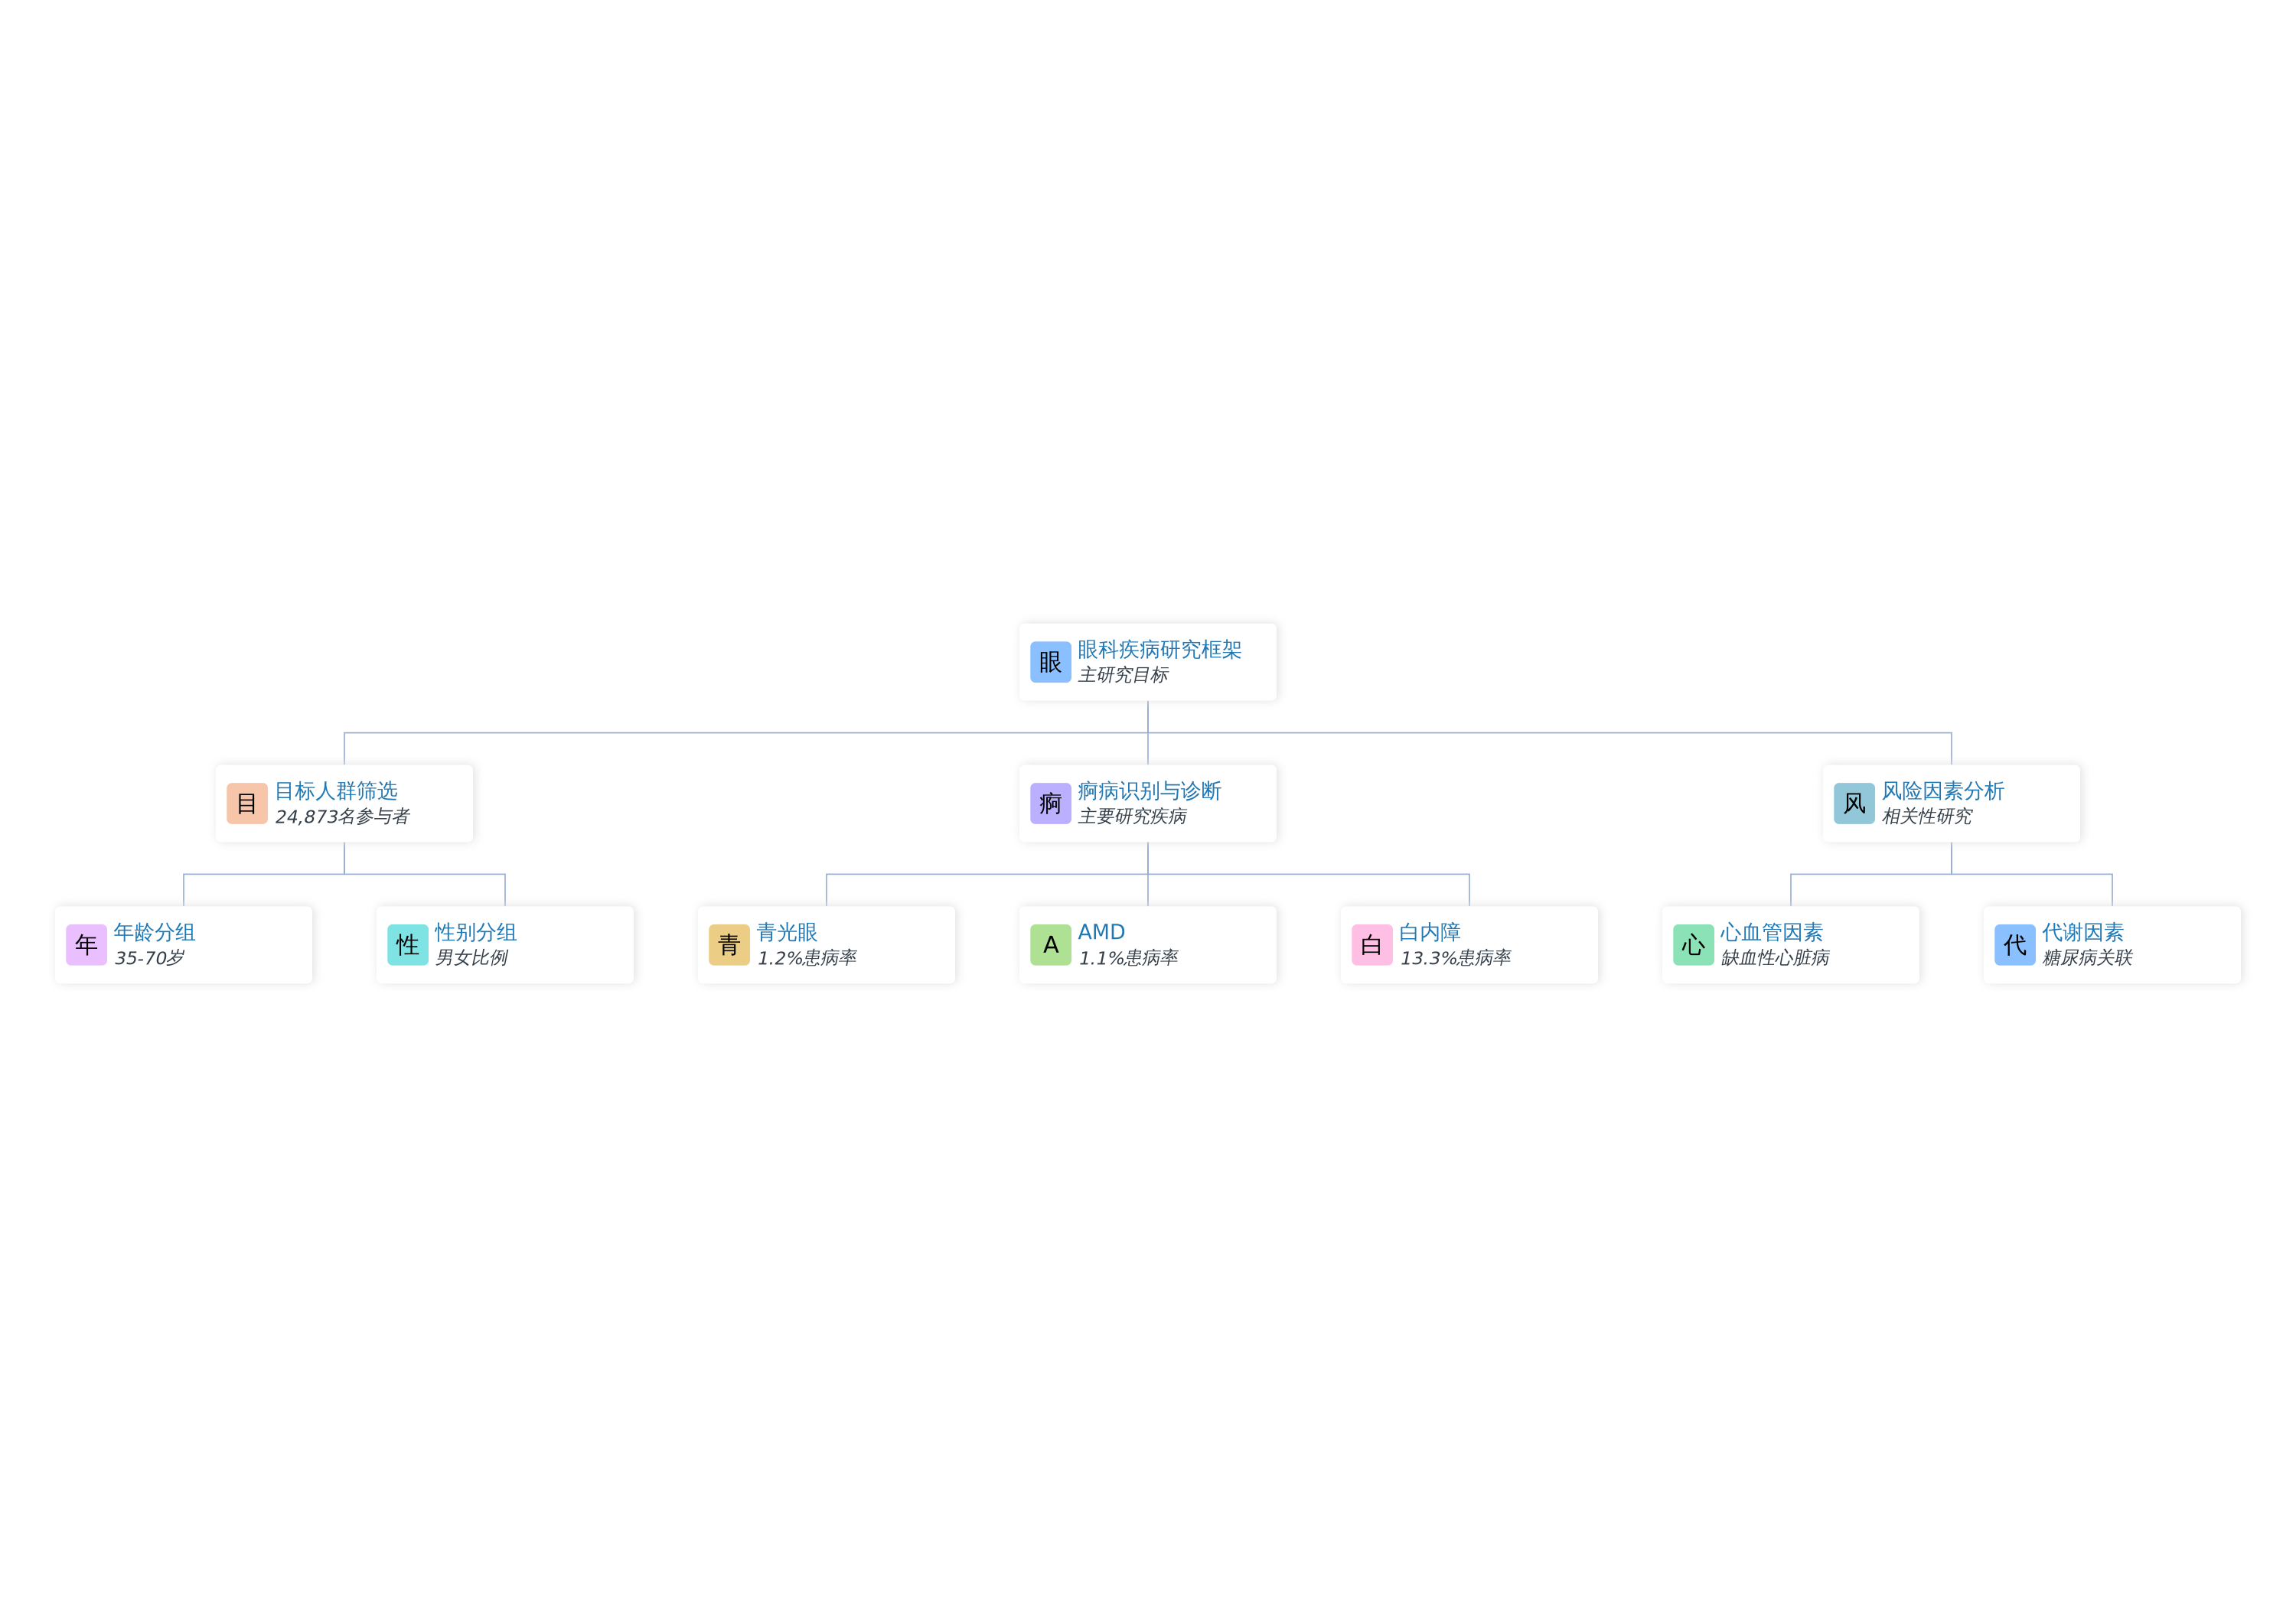 眼
眼科疾病研究框架
主研究目标
目
目标人群筛选
24,873名参与者
痾
痾病识别与诊断
主要研究疾病
风
风险因素分析
相关性研究
年
年龄分组
35-70岁
性
性别分组
男女比例
青
青光眼
1.2%患病率
A
AMD
1.1%患病率
白
白内障
13.3%患病率
心
心血管因素
缺血性心脏病
代
代谢因素
糖尿病关联